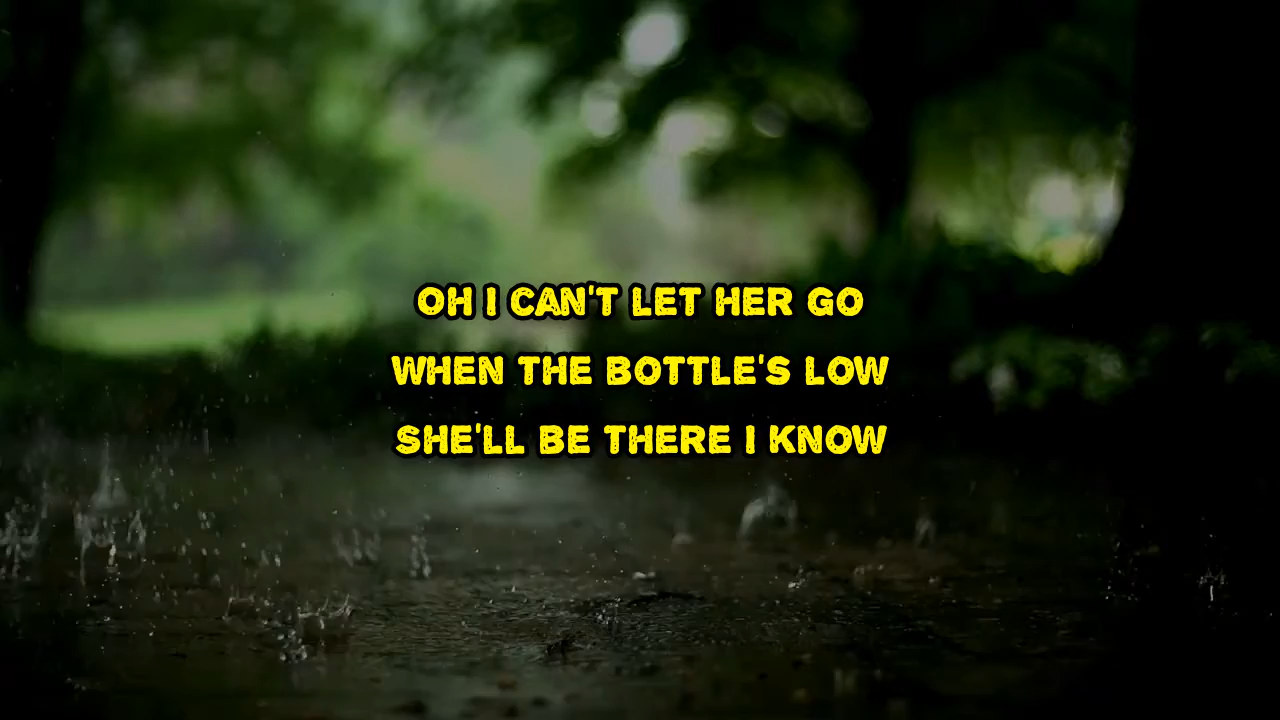 OH I CAN'T LET HER GO
WHEN THE BOTTLE'S LOW
SHE'LL BE THERE I KNOW